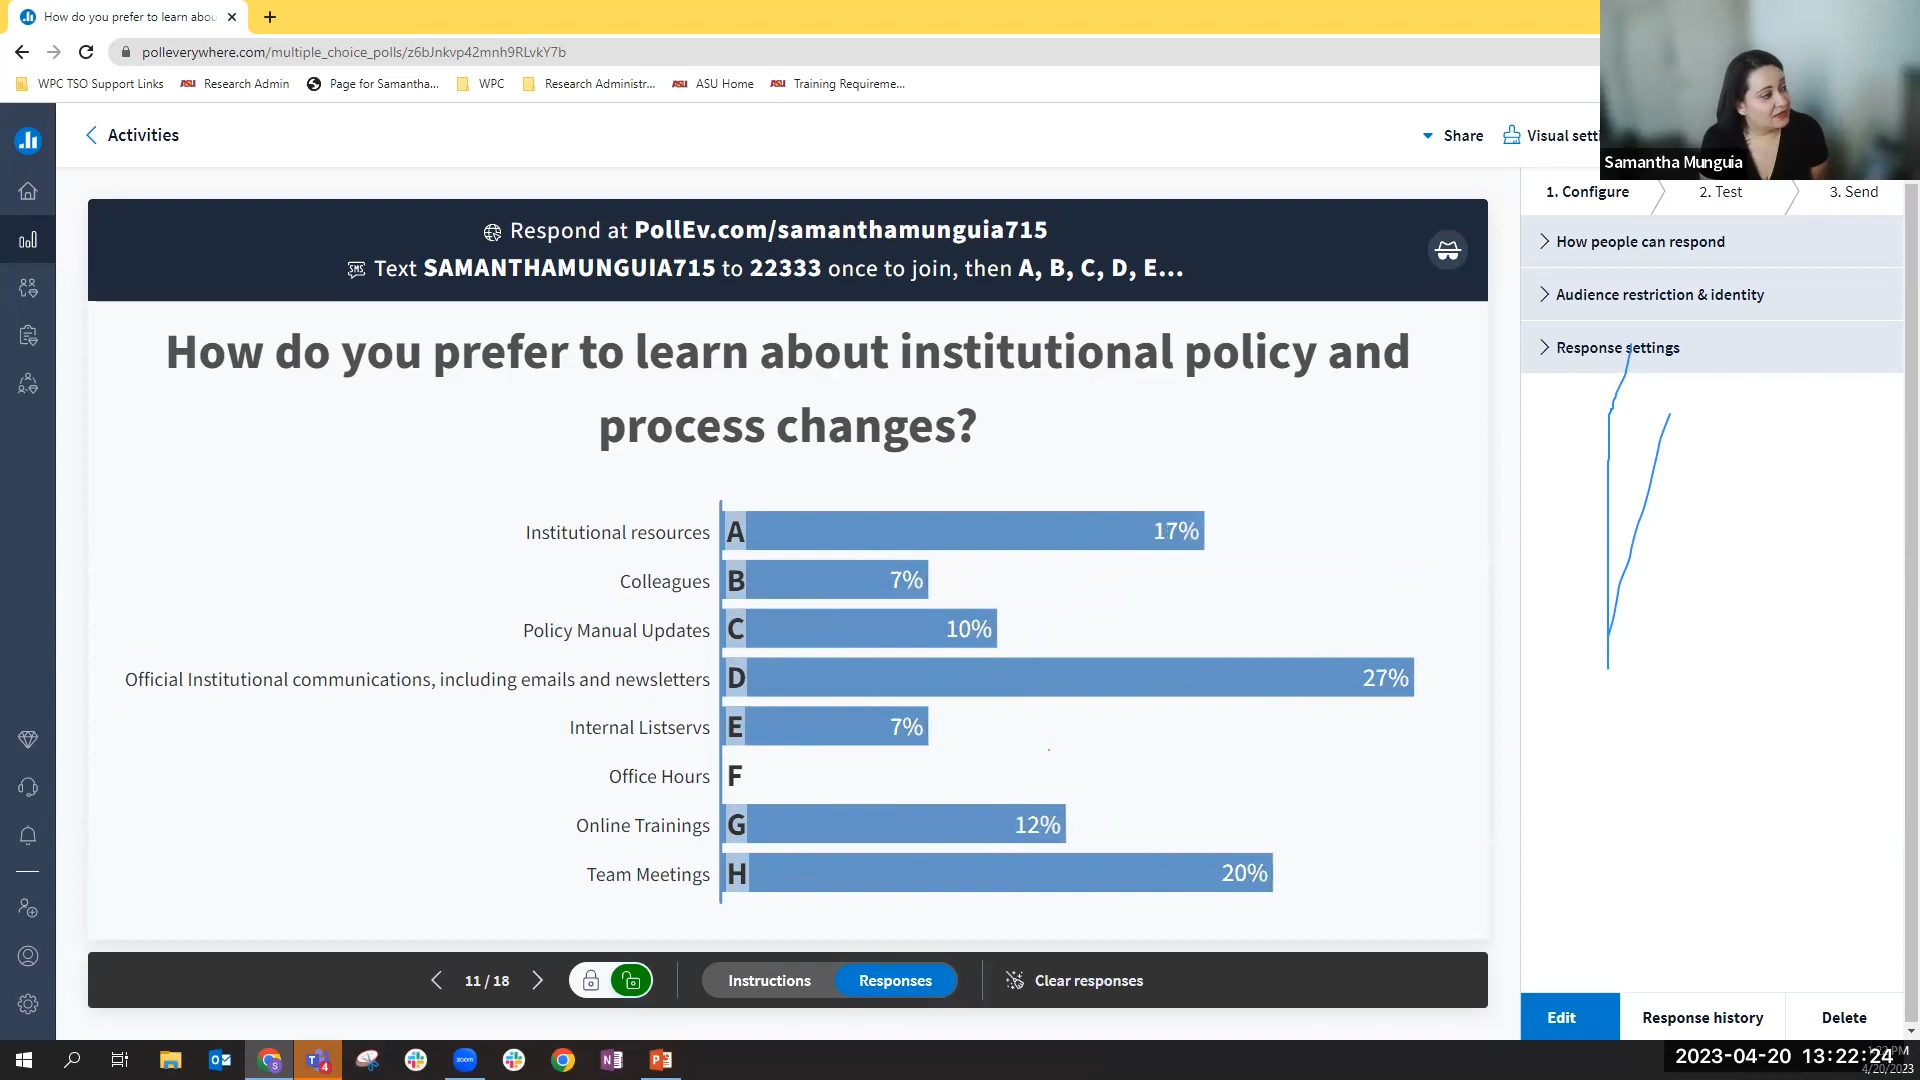 How do you prefer to learn abou
polleverywhere.com/multiple_choice_polls/z6bJnkvp42mnh9RLvkY7b
WPC TSO Support Links
ASU Research Admin
Page for Samantha...
WPC
Research Administr...
ASU ASU Home
ASU Training Requireme...
Activities
Share
Visual setti
Samantha Munguia
1. Configure
2. Test
3. Send
Respond at PollEv.com/samanthamunguia715
SMS Text SAMANTHAMUNGUIA715 to 22333 once to join, then A, B, C, D, E...
How people can respond
Audience restriction & identity
Response settings
How do you prefer to learn about institutional policy and
process changes?
Institutional resources A 17%
Colleagues B 7%
Policy Manual Updates C 10%
Official Institutional communications, including emails and newsletters D 27%
Internal Listservs E 7%
Office Hours F
Online Trainings G 12%
Team Meetings H 20%
11 / 18
Instructions
Responses
Clear responses
Edit
Response history
Delete
2023-04-20 13:22:24
4/20/2023